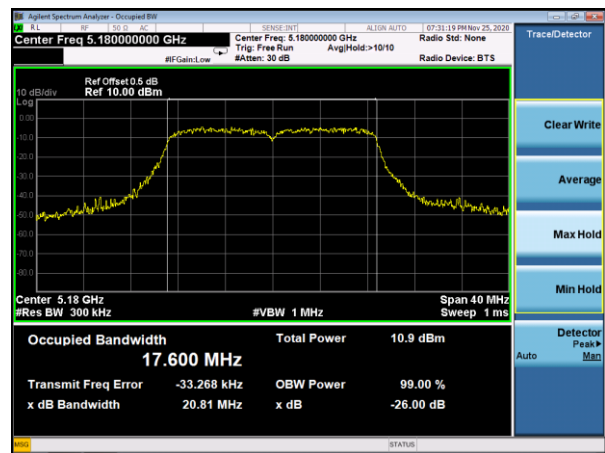 Agilent Spectrum Analyzer - Occupied BW
RL RF 50 Ω AC SENSE:INT ALIGN AUTO 07:31:19 PM Nov 25, 2020
Center Freq 5.180000000 GHz
Center Freq: 5.180000000 GHz
Radio Std: None
Trig: Free Run Avg|Hold:>10/10
#IFGain:Low #Atten: 30 dB Radio Device: BTS
Trace/Detector
Ref Offset 0.5 dB
10 dB/div Ref 10.00 dBm
Log
0.00
-10.0
-20.0
-30.0
-40.0
-50.0
-60.0
-70.0
-80.0
Center 5.18 GHz Span 40 MHz
#Res BW 300 kHz #VBW 1 MHz Sweep 1 ms
Occupied Bandwidth Total Power 10.9 dBm
17.600 MHz
Transmit Freq Error -33.268 kHz OBW Power 99.00 %
x dB Bandwidth 20.81 MHz x dB -26.00 dB
Clear Write
Average
Max Hold
Min Hold
Detector
Peak▶
Auto Man
MSG STATUS